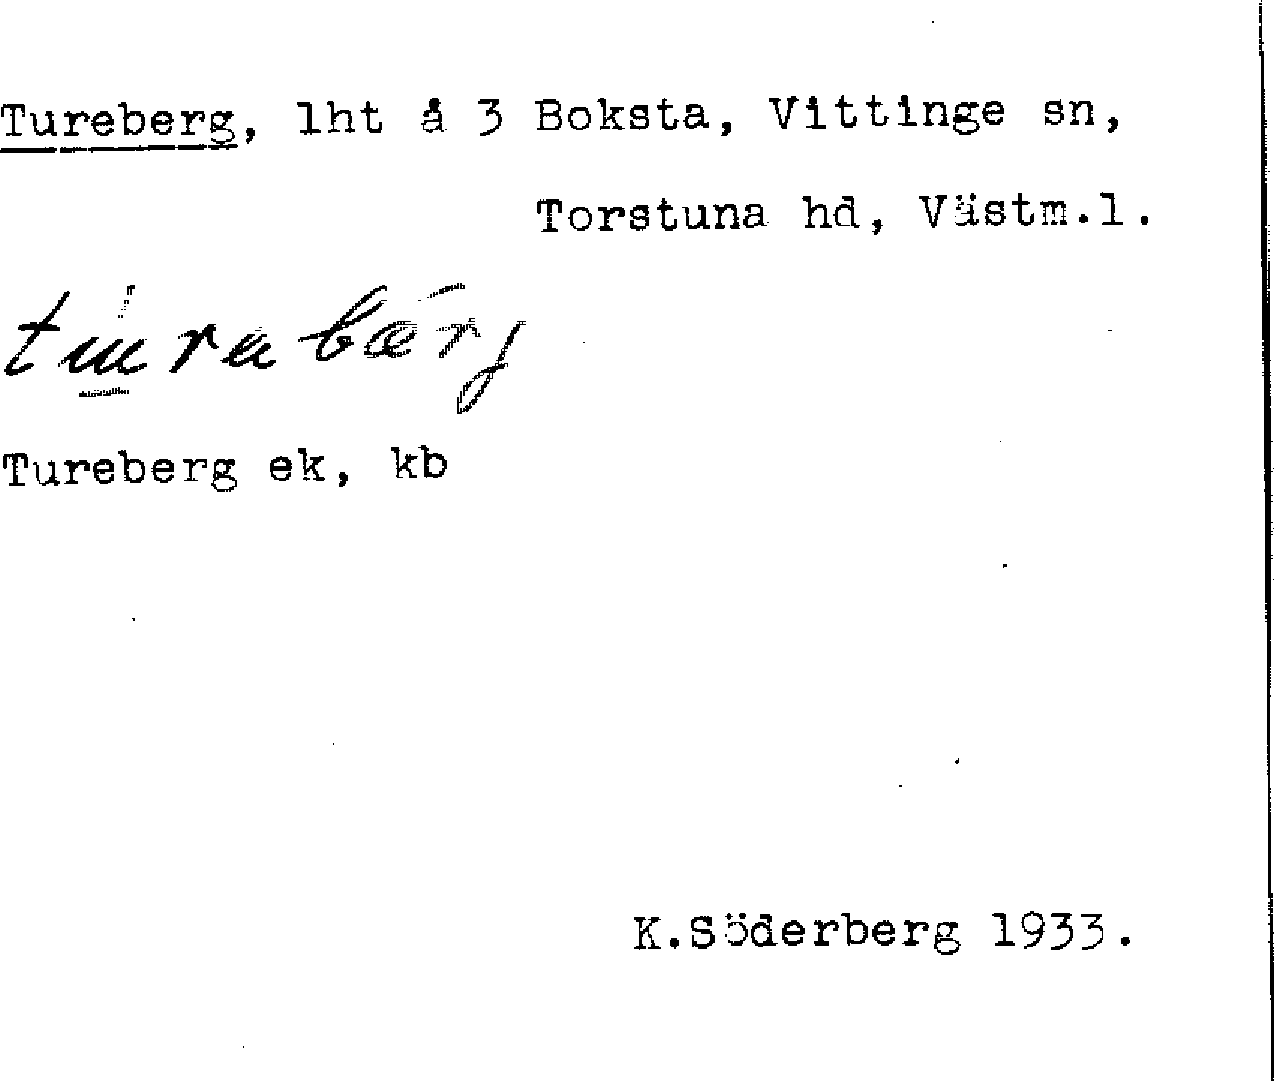 Tureberg, lht å 3 Boksta, Vittinge sn,
Torstuna hd, Västm.l.
Tureberg ek, kb
K.Söderberg 1933.